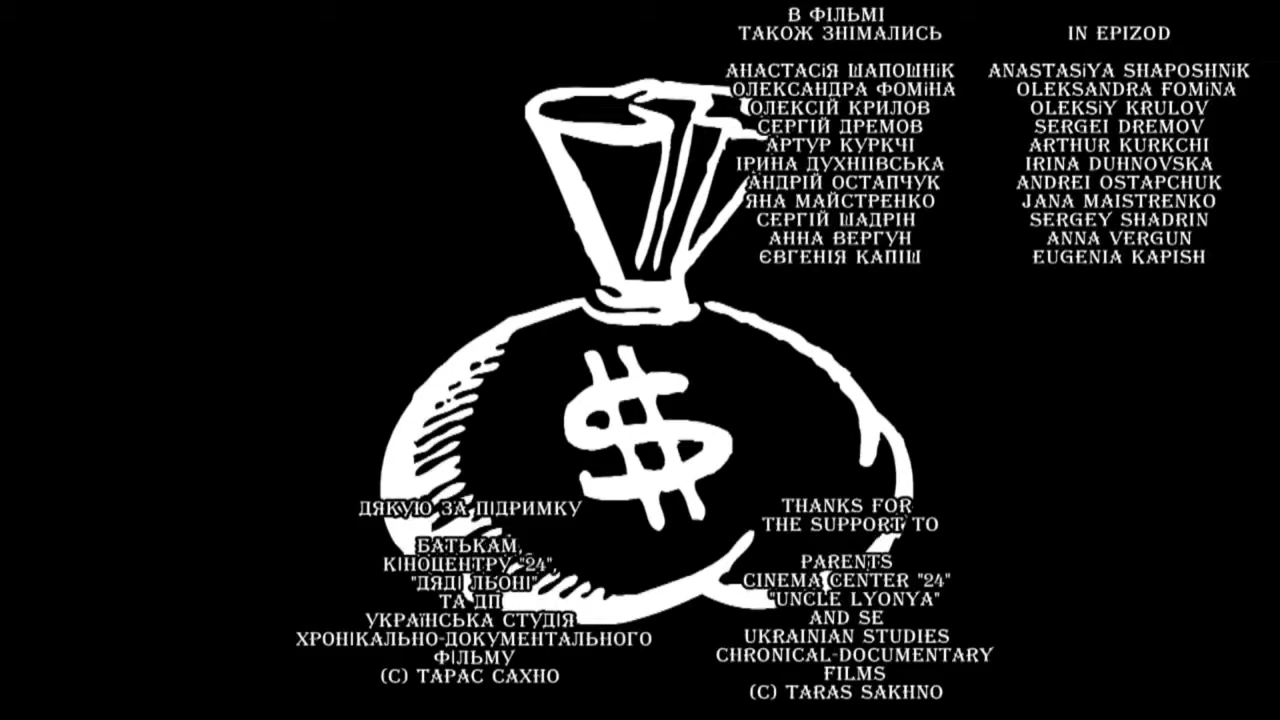 В ФІЛЬМІ
ТАКОЖ ЗНІМАЛИСЬ
АНАСТАСіЯ ШАПОШНіК
ОЛЕКСАНДРА ФОМіНА
ОЛЕКСІЙ КРИЛОВ
СЕРГІЙ ДРЕМОВ
АРТУР КУРКЧІ
ІРИНА ДУХНІІВСЬКА
АНДРІЙ ОСТАПЧУК
ЯНА МАЙСТРЕНКО
СЕРГІЙ ШАДРІН
АННА ВЕРГУН
ЄВГЕНІЯ КАПІШ
IN EPIZOD
ANASTASiYA SHAPOSHNiK
OLEKSANDRA FOMiNA
OLEKSiY KRULOV
SERGEI DREMOV
ARTHUR KURKCHI
IRINA DUHNOVSKA
ANDREI OSTAPCHUK
JANA MAISTRENKO
SERGEY SHADRIN
ANNA VERGUN
EUGENIA KAPISH
$
ДЯКУЮ ЗА ПІДРИМКУ
БАТЬКАМ,
КІНОЦЕНТРУ "24",
"ДЯДІ ЛЬОНІ"
ТА ДП
УКРАЇНСЬКА СТУДІЯ
ХРОНІКАЛЬНО-ДОКУМЕНТАЛЬНОГО
ФІЛЬМУ
(С) ТАРАС САХНО
THANKS FOR
THE SUPPORT TO
PARENTS
CINEMA CENTER "24"
"UNCLE LYONYA"
AND SE
UKRAINIAN STUDIES
CHRONICAL-DOCUMENTARY
FILMS
(C) TARAS SAKHNO